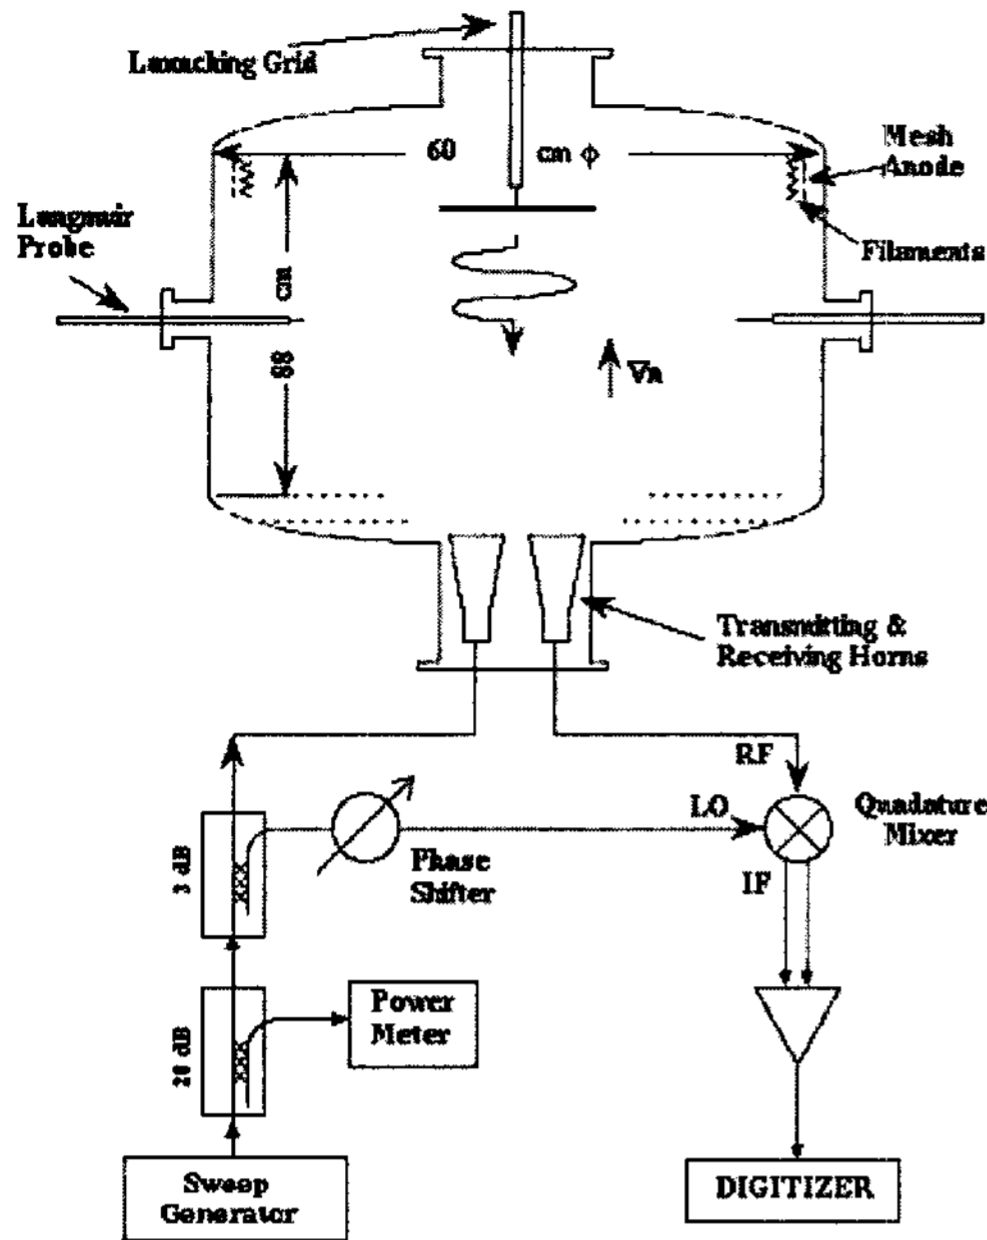 Launching Grid
60 cm ϕ
Mesh
Anode
Langmuir
Probe
Filaments
cm
88
∇n
Transmitting &
Receiving Horns
RF
LO
Quadature
Mixer
Phase
Shifter
IF
3 dB
Power
Meter
20 dB
Sweep
Generator
DIGITIZER